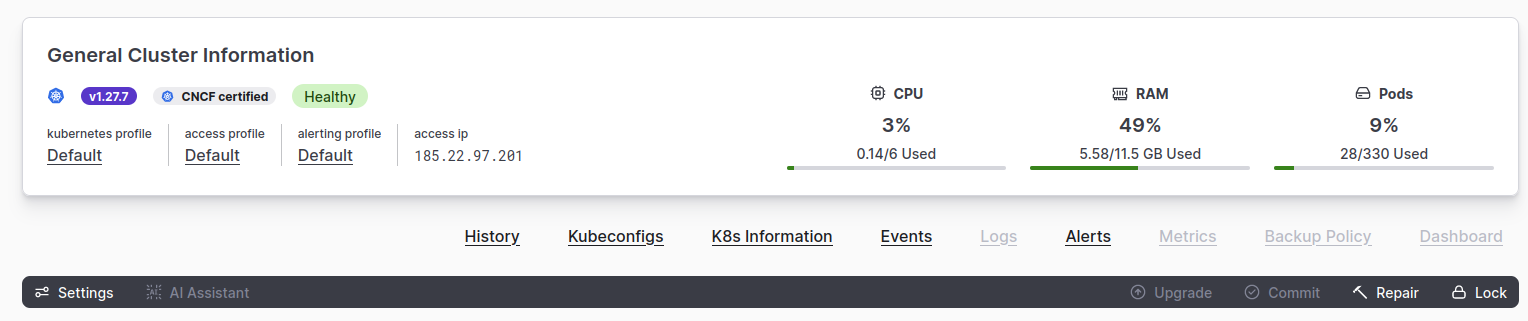 General Cluster Information
v1.27.7 CNCF certified Healthy
kubernetes profile access profile alerting profile access ip
Default Default Default 185.22.97.201
CPU RAM Pods
3% 49% 9%
0.14/6 Used 5.58/11.5 GB Used 28/330 Used
History Kubeconfigs K8s Information Events Logs Alerts Metrics Backup Policy Dashboard
Settings AI Assistant Upgrade Commit Repair Lock